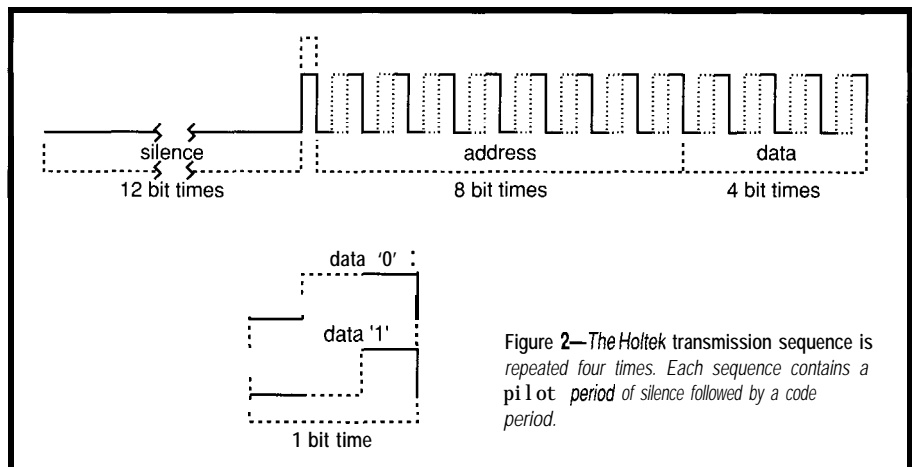 silence
address
data
12 bit times
8 bit times
4 bit times
data '0'
data '1'
1 bit time
Figure 2—The Holtek transmission sequence is
repeated four times. Each sequence contains a
pilot period of silence followed by a code
period.